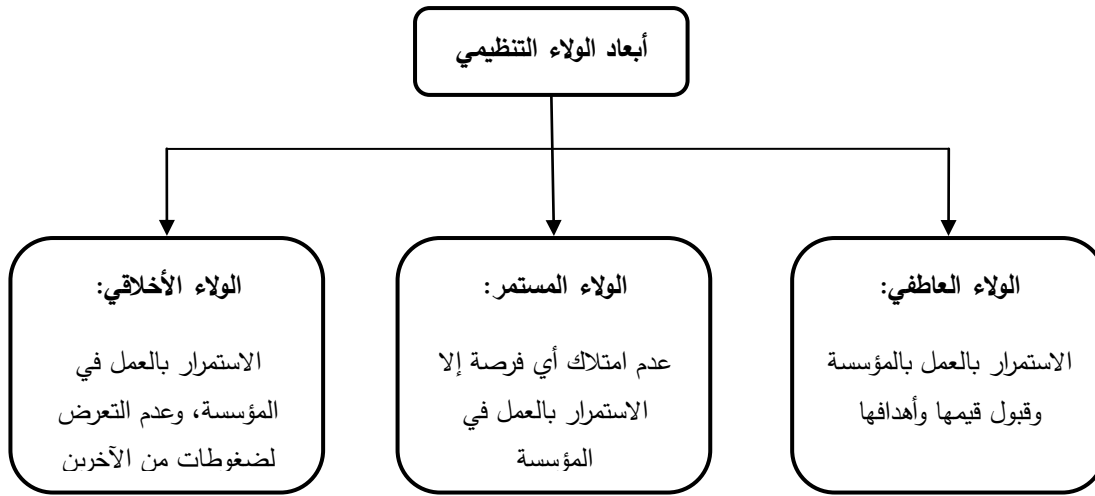 أبعاد الولاء التنظيمي
الولاء العاطفي:
الاستمرار بالعمل بالمؤسسة
وقبول قيمها وأهدافها
الولاء المستمر:
عدم امتلاك أي فرصة إلا
الاستمرار بالعمل في
المؤسسة
الولاء الأخلاقي:
الاستمرار بالعمل في
المؤسسة، وعدم التعرض
لضغوطات من الآخرين